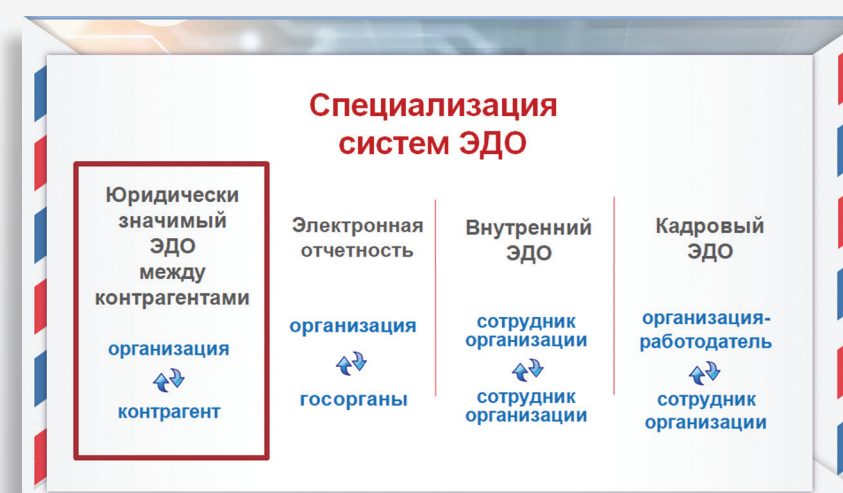 Специализация
систем ЭДО
Юридически
значимый
ЭДО
между
контрагентами
организация
контрагент
Электронная
отчетность
организация
госорганы
Внутренний
ЭДО
сотрудник
организации
сотрудник
организации
Кадровый
ЭДО
организация-
работодатель
сотрудник
организации